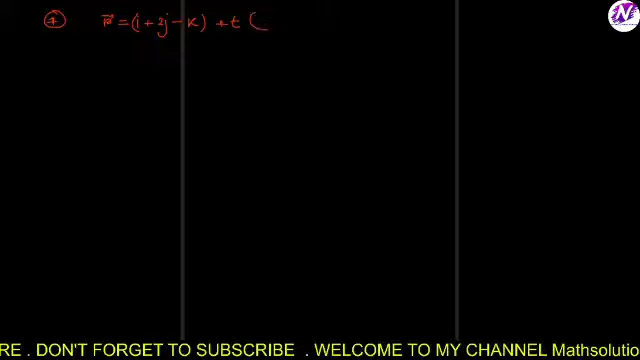 ④ r̅ = (i + 2j − k) + t (
N
RE . DON'T FORGET TO SUBSCRIBE . WELCOME TO MY CHANNEL Mathsolutio